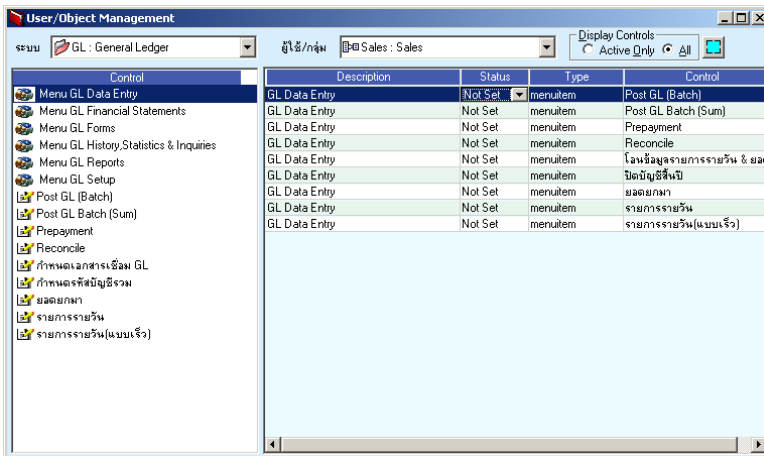 User/Object Management
ระบบ GL : General Ledger ผู้ใช้/กลุ่ม Sales : Sales Display Controls Active Only All
Control
Menu GL Data Entry
Menu GL Financial Statements
Menu GL Forms
Menu GL History,Statistics & Inquiries
Menu GL Reports
Menu GL Setup
Post GL (Batch)
Post GL Batch (Sum)
Prepayment
Reconcile
กำหนดเอกสารเชื่อม GL
กำหนดรหัสบัญชีรวม
ยอดยกมา
รายการรายวัน
รายการรายวัน(แบบเร็ว)
Description Status Type Control
GL Data Entry Not Set menuitem Post GL (Batch)
GL Data Entry Not Set menuitem Post GL Batch (Sum)
GL Data Entry Not Set menuitem Prepayment
GL Data Entry Not Set menuitem Reconcile
GL Data Entry Not Set menuitem โอนข้อมูลรายการรายวัน &
GL Data Entry Not Set menuitem ปิดบัญชีสิ้นปี
GL Data Entry Not Set menuitem ยอดยกมา
GL Data Entry Not Set menuitem รายการรายวัน
GL Data Entry Not Set menuitem รายการรายวัน(แบบเร็ว)